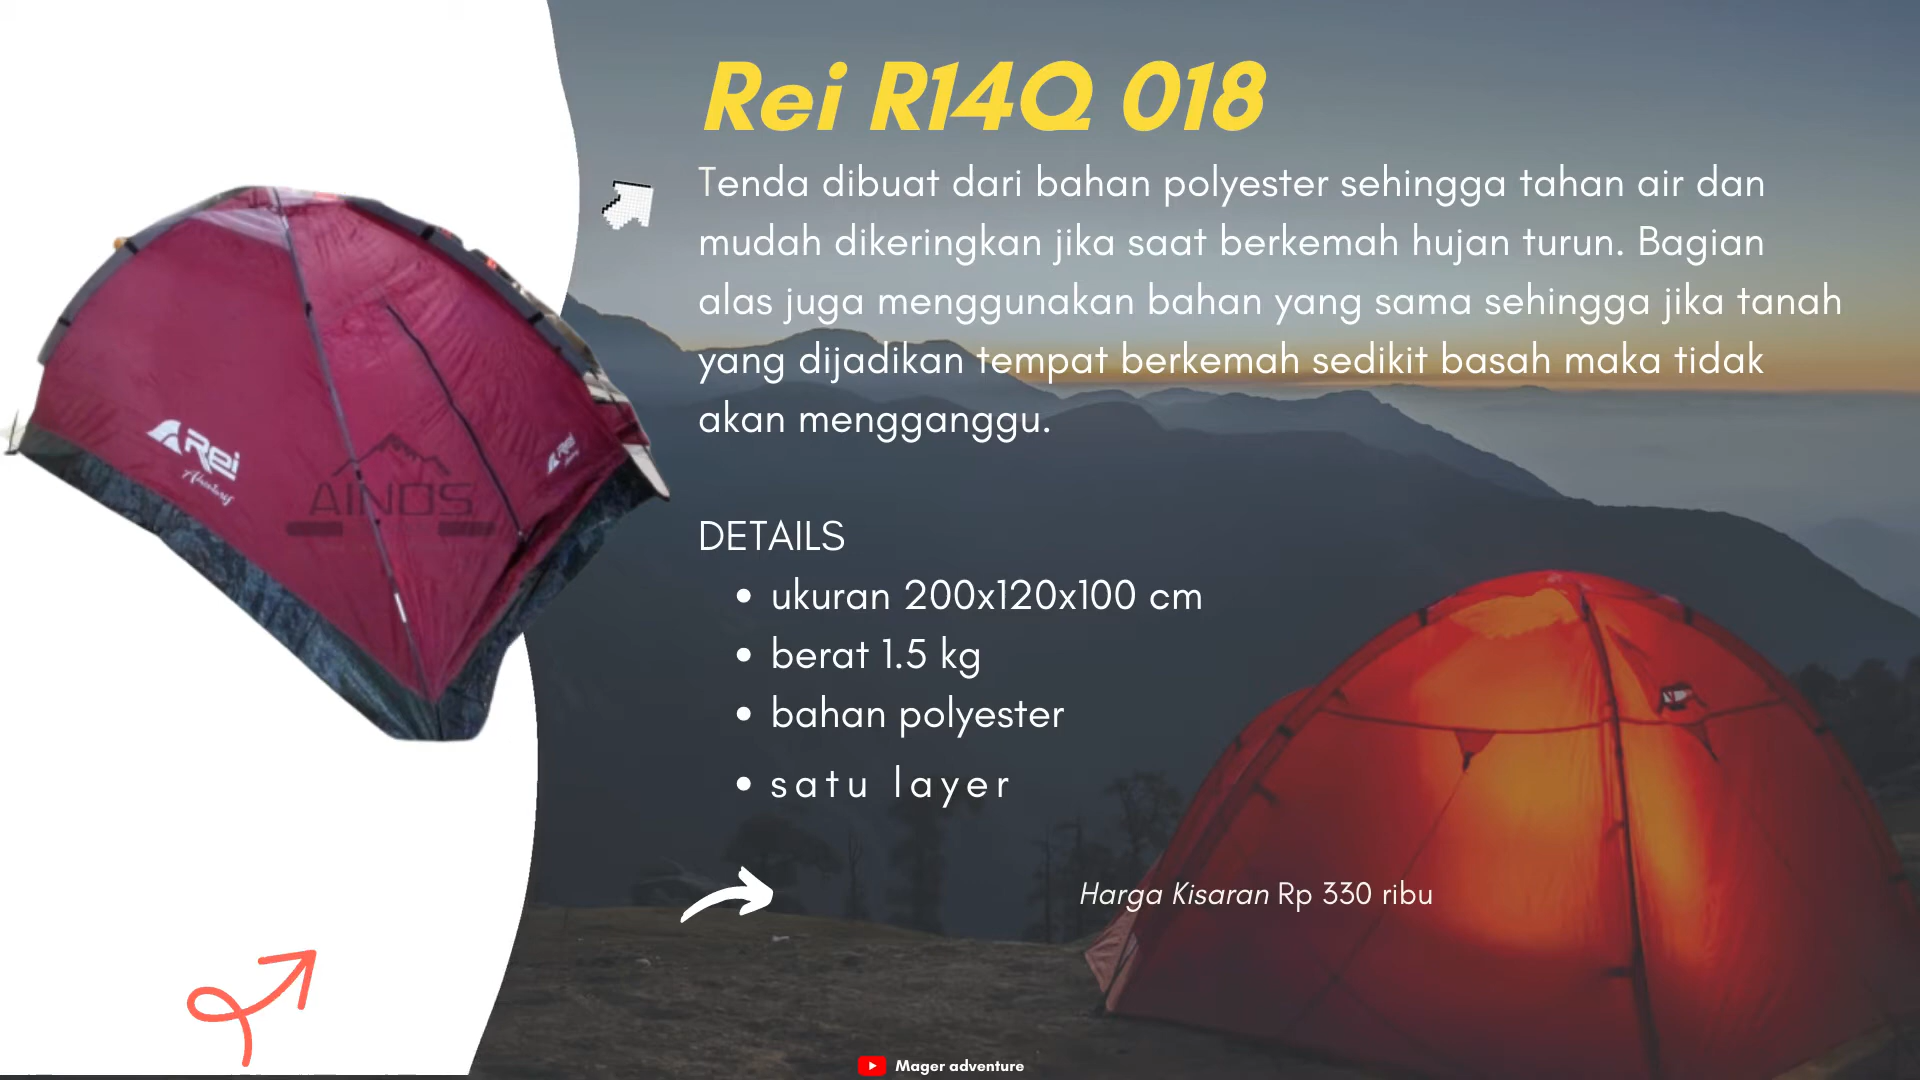 Rei R14Q 018
Tenda dibuat dari bahan polyester sehingga tahan air dan
mudah dikeringkan jika saat berkemah hujan turun. Bagian
alas juga menggunakan bahan yang sama sehingga jika tanah
yang dijadikan tempat berkemah sedikit basah maka tidak
akan mengganggu.
DETAILS
• ukuran 200x120x100 cm
• berat 1.5 kg
• bahan polyester
• satu layer
Harga Kisaran Rp 330 ribu
Rei
Rei
AINOS
Mager adventure